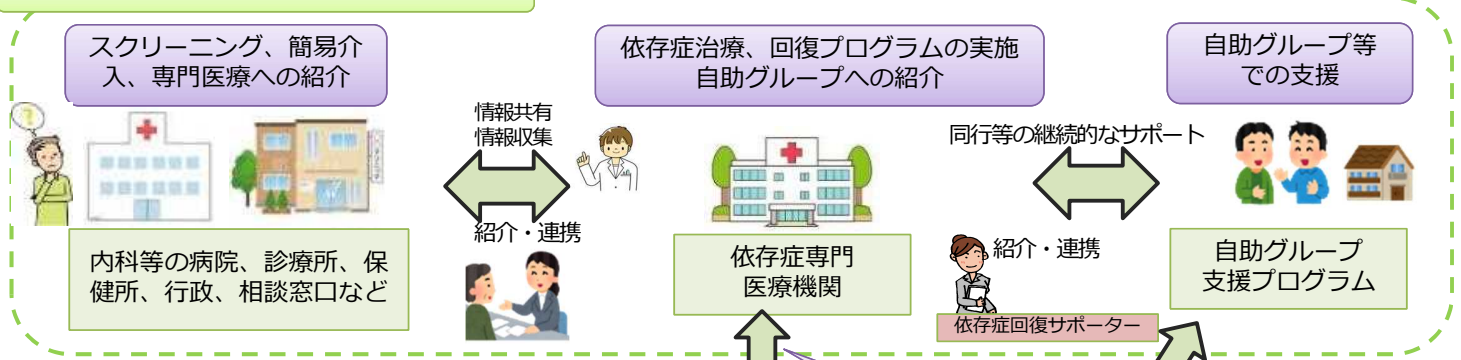 スクリーニング、簡易介
入、専門医療への紹介
依存症治療、回復プログラムの実施
自助グループへの紹介
自助グループ等
での支援
情報共有
情報収集
同行等の継続的なサポート
紹介・連携
紹介・連携
内科等の病院、診療所、保
健所、行政、相談窓口など
依存症専門
医療機関
自助グループ
支援プログラム
依存症回復サポーター